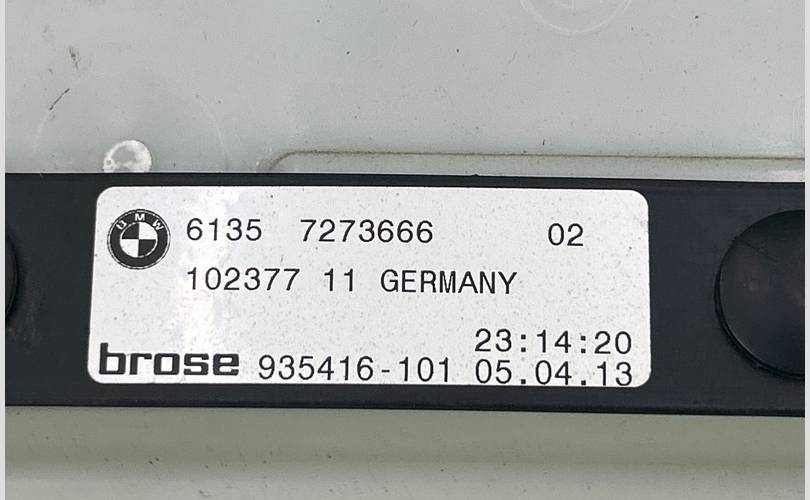 BMW
6135 7273666 02
102377 11 GERMANY
23:14:20
brose 935416-101 05.04.13